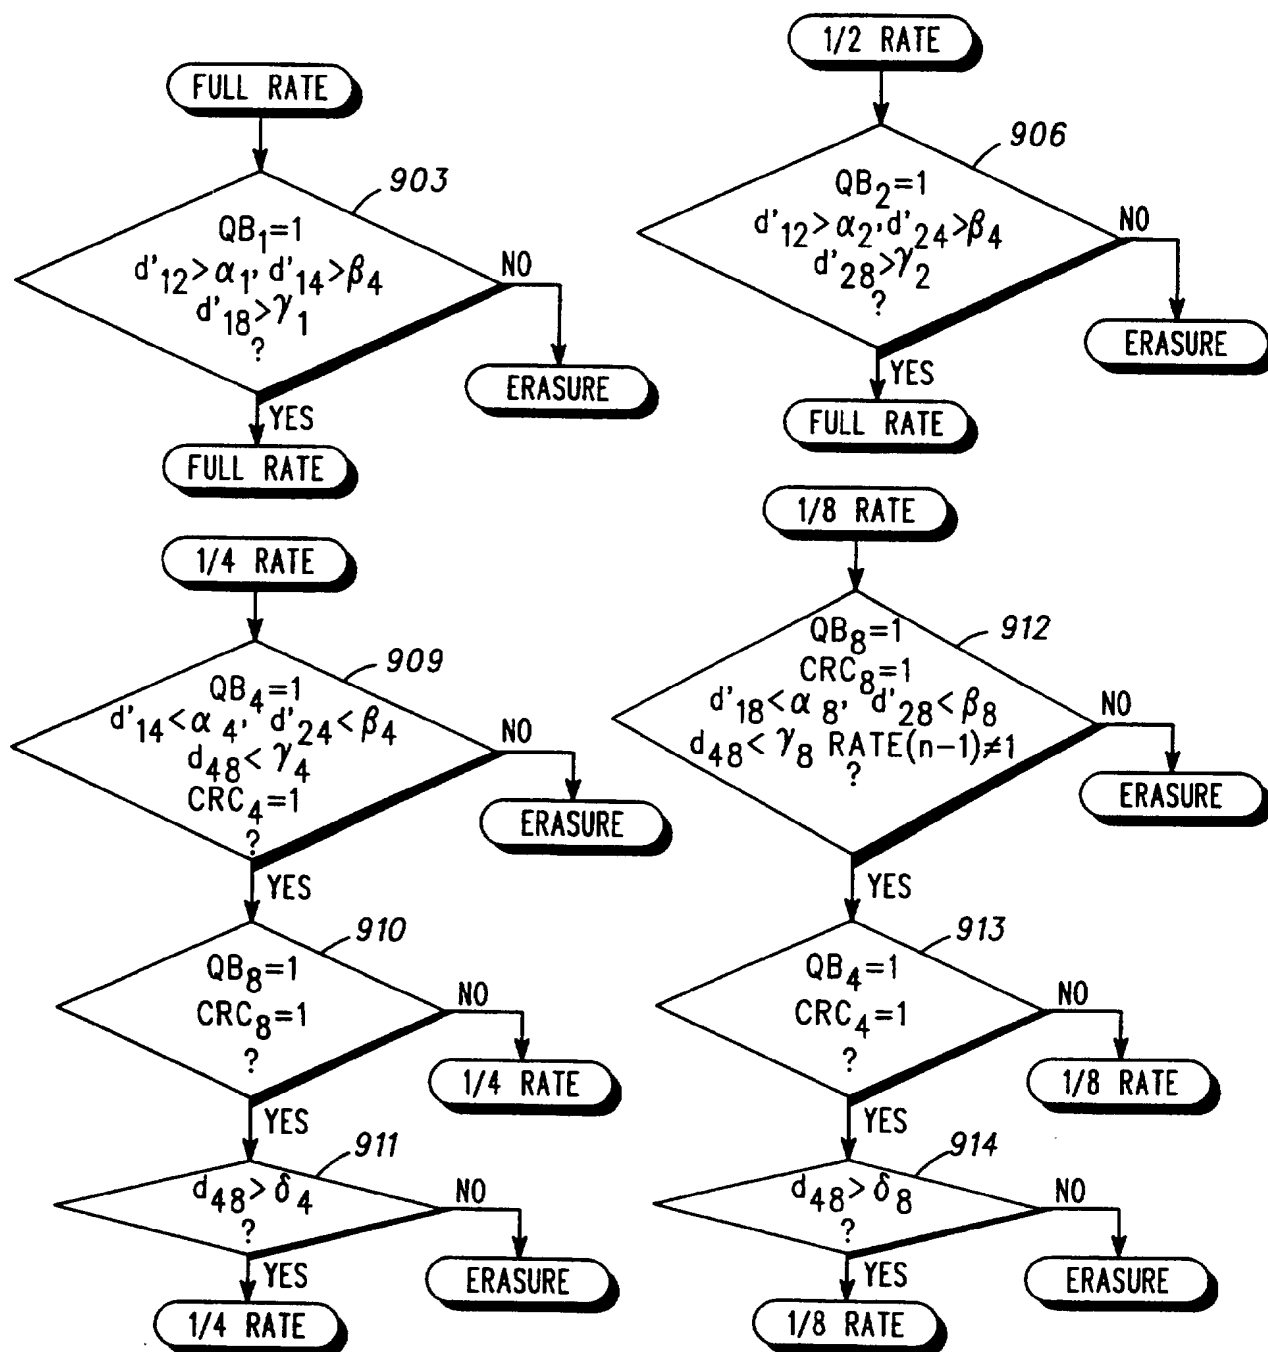 FULL RATE
903
QB1=1
d'12>α1, d'14>β4
d'18>γ1
?
NO
ERASURE
YES
FULL RATE
1/2 RATE
906
QB2=1
d'12>α2, d'24>β4
d'28>γ2
?
NO
ERASURE
YES
FULL RATE
1/4 RATE
909
QB4=1
d'14<α4, d'24<β4
d48<γ4
CRC4=1
?
NO
ERASURE
YES
910
QB8=1
CRC8=1
?
NO
1/4 RATE
YES
911
d48>δ4
?
NO
ERASURE
YES
1/4 RATE
1/8 RATE
912
QB8=1
CRC8=1
d'18<α8, d'28<β8
d48<γ8 RATE(n-1)≠1
?
NO
ERASURE
YES
913
QB4=1
CRC4=1
?
NO
1/8 RATE
YES
914
d48>δ8
?
NO
ERASURE
YES
1/8 RATE